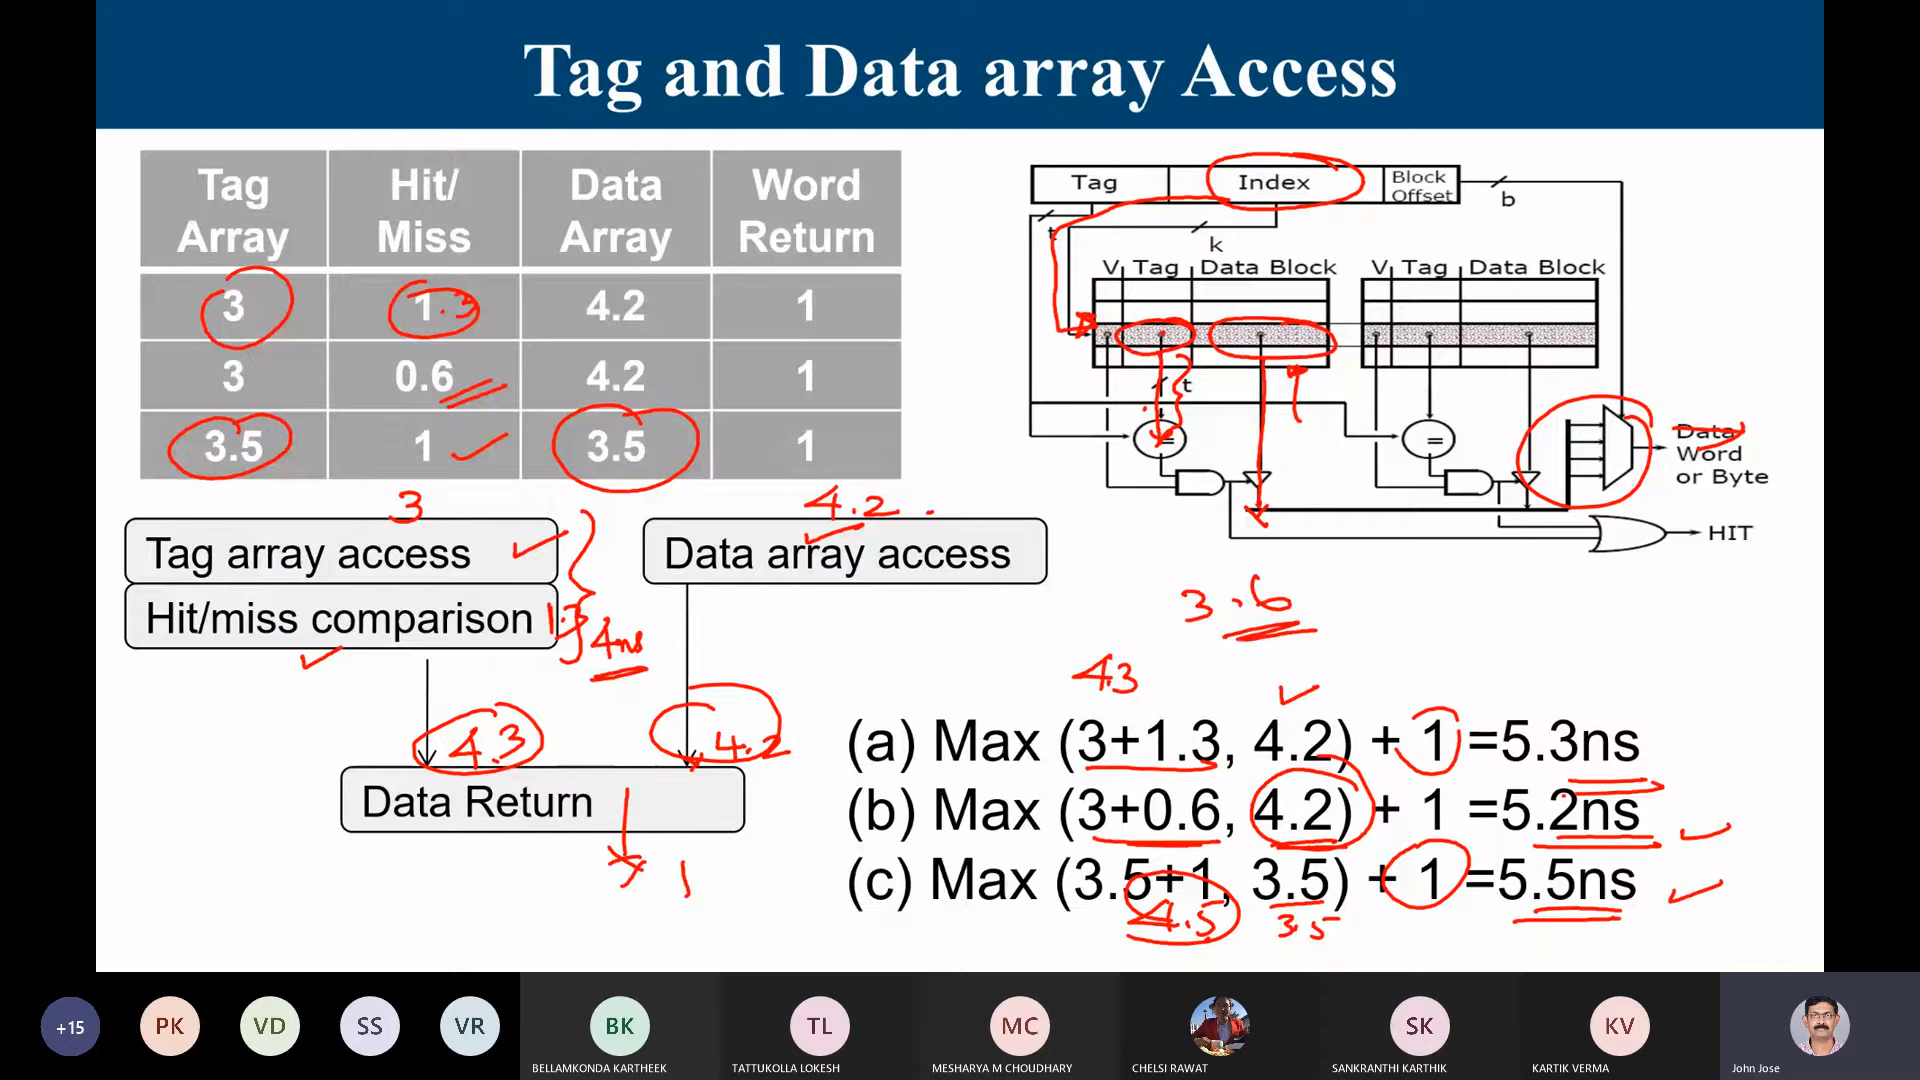 Tag and Data array Access
Tag Array Hit/ Miss Data Array Word Return
3 1.3 4.2 1
3 0.6 4.2 1
3.5 1 3.5 1
3
4.2
Tag array access
Data array access
Hit/miss comparison
1.3
4ns
4.3
4.2
Data Return
1
Tag Index Block Offset
b
t
k
V Tag Data Block V Tag Data Block
t
= =
Data
Word
or Byte
HIT
3.6
4.3
(a) Max (3+1.3, 4.2) + 1 =5.3ns
(b) Max (3+0.6, 4.2) + 1 =5.2ns
(c) Max (3.5+1, 3.5) + 1 =5.5ns
4.5 3.5
+15 PK VD SS VR BK TL MC SK KV
BELLAMKONDA KARTHEEK TATTUKOLLA LOKESH MESHARYA M CHOUDHARY CHELSI RAWAT SANKRANTHI KARTHIK KARTIK VERMA John Jose